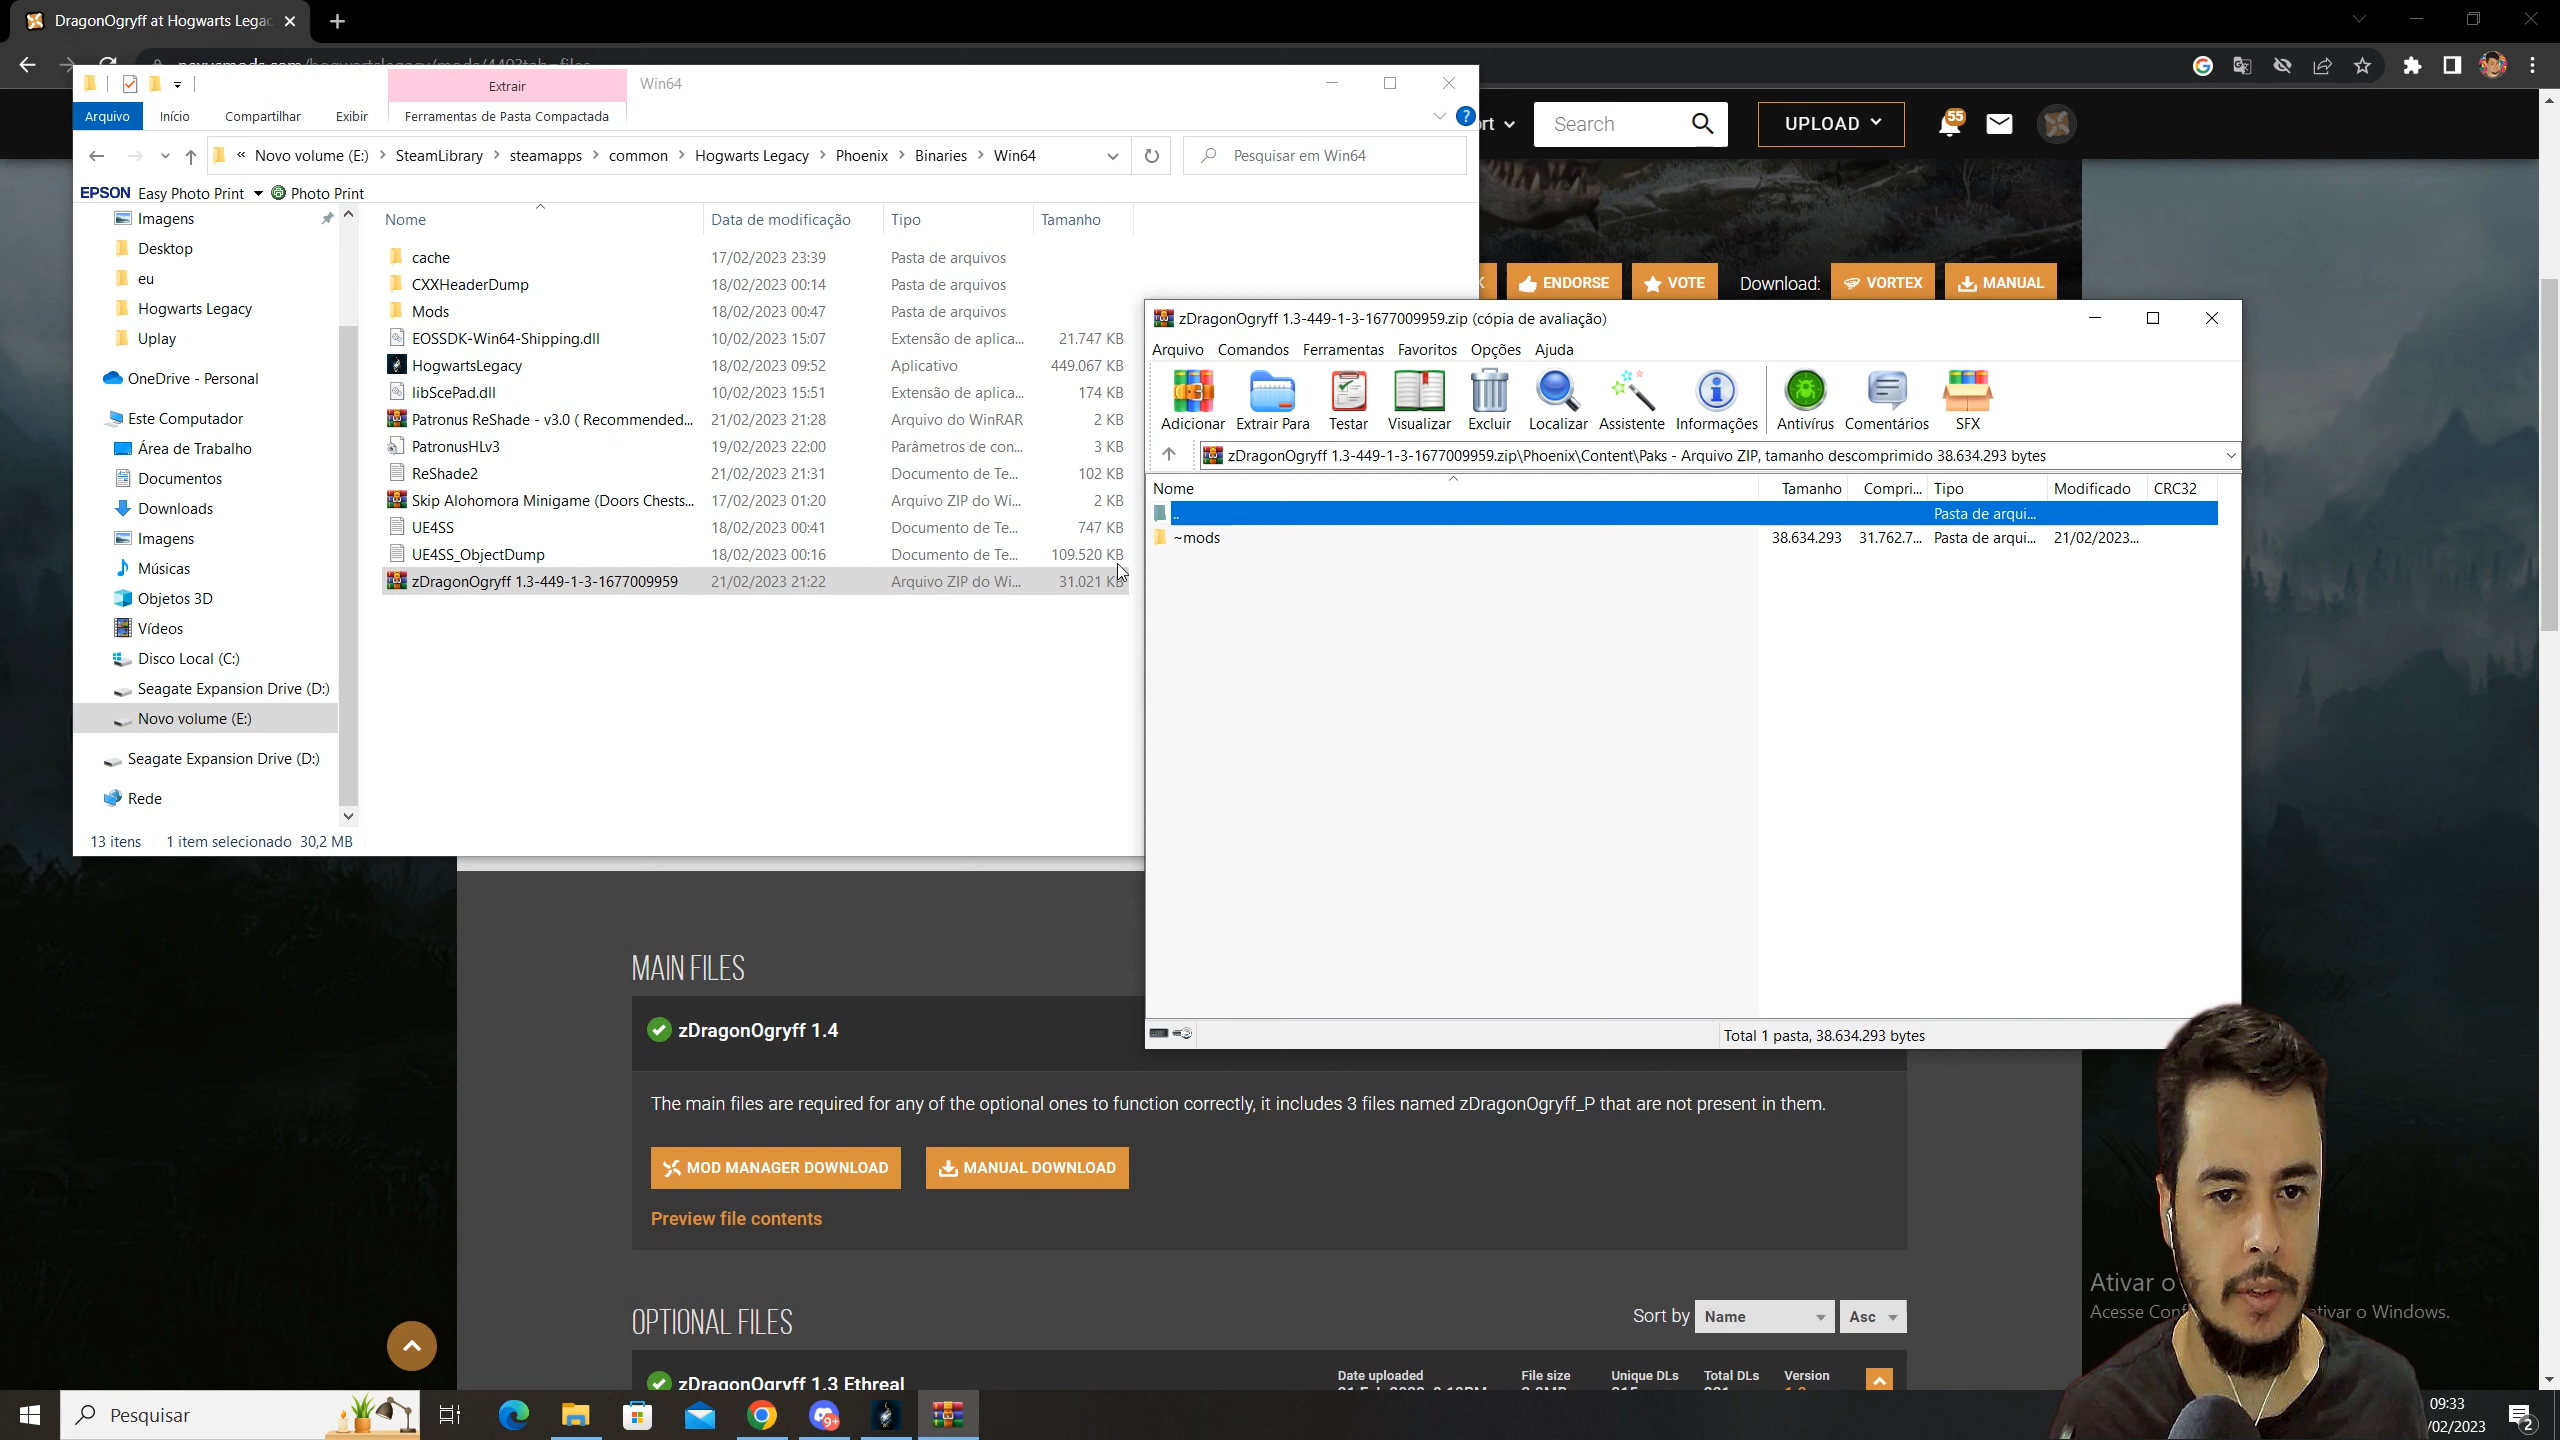 DragonOgryff at Hogwarts Legac
Extrair
Win64
Arquivo
Início
Compartilhar
Exibir
Ferramentas de Pasta Compactada
« Novo volume (E:) > SteamLibrary > steamapps > common > Hogwarts Legacy > Phoenix > Binaries > Win64
Pesquisar em Win64
EPSON Easy Photo Print Photo Print
Search
UPLOAD
55
Nome
Data de modificação
Tipo
Tamanho
Imagens
Desktop
eu
Hogwarts Legacy
Uplay
OneDrive - Personal
Este Computador
Área de Trabalho
Documentos
Downloads
Imagens
Músicas
Objetos 3D
Vídeos
Disco Local (C:)
Seagate Expansion Drive (D:)
Novo volume (E:)
Seagate Expansion Drive (D:)
Rede
cache 17/02/2023 23:39 Pasta de arquivos
CXXHeaderDump 18/02/2023 00:14 Pasta de arquivos
Mods 18/02/2023 00:47 Pasta de arquivos
EOSSDK-Win64-Shipping.dll 10/02/2023 15:07 Extensão de aplica... 21.747 KB
HogwartsLegacy 18/02/2023 09:52 Aplicativo 449.067 KB
libScePad.dll 10/02/2023 15:51 Extensão de aplica... 174 KB
Patronus ReShade - v3.0 ( Recommended... 21/02/2023 21:28 Arquivo do WinRAR 2 KB
PatronusHLv3 19/02/2023 22:00 Parâmetros de con... 3 KB
ReShade2 21/02/2023 21:31 Documento de Te... 102 KB
Skip Alohomora Minigame (Doors Chests... 17/02/2023 01:20 Arquivo ZIP do Wi... 2 KB
UE4SS 18/02/2023 00:41 Documento de Te... 747 KB
UE4SS_ObjectDump 18/02/2023 00:16 Documento de Te... 109.520 KB
zDragonOgryff 1.3-449-1-3-1677009959 21/02/2023 21:22 Arquivo ZIP do Wi... 31.021 KB
13 itens 1 item selecionado 30,2 MB
ENDORSE
VOTE
Download:
VORTEX
MANUAL
zDragonOgryff 1.3-449-1-3-1677009959.zip (cópia de avaliação)
Arquivo Comandos Ferramentas Favoritos Opções Ajuda
Adicionar Extrair Para Testar Visualizar Excluir Localizar Assistente Informações Antivírus Comentários SFX
zDragonOgryff 1.3-449-1-3-1677009959.zip\Phoenix\Content\Paks - Arquivo ZIP, tamanho descomprimido 38.634.293 bytes
Nome Tamanho Compri... Tipo Modificado CRC32
.. Pasta de arqui...
~mods 38.634.293 31.762.7... Pasta de arqui... 21/02/2023...
Total 1 pasta, 38.634.293 bytes
MAIN FILES
zDragonOgryff 1.4
The main files are required for any of the optional ones to function correctly, it includes 3 files named zDragonOgryff_P that are not present in them.
MOD MANAGER DOWNLOAD
MANUAL DOWNLOAD
Preview file contents
OPTIONAL FILES
Sort by Name Asc
zDragonOgryff 1.3 Ethreal
Date uploaded
File size
Unique DLs
Total DLs
Version
Ativar o
Acesse Conf
ativar o Windows.
Pesquisar
9+
09:33
/02/2023
2